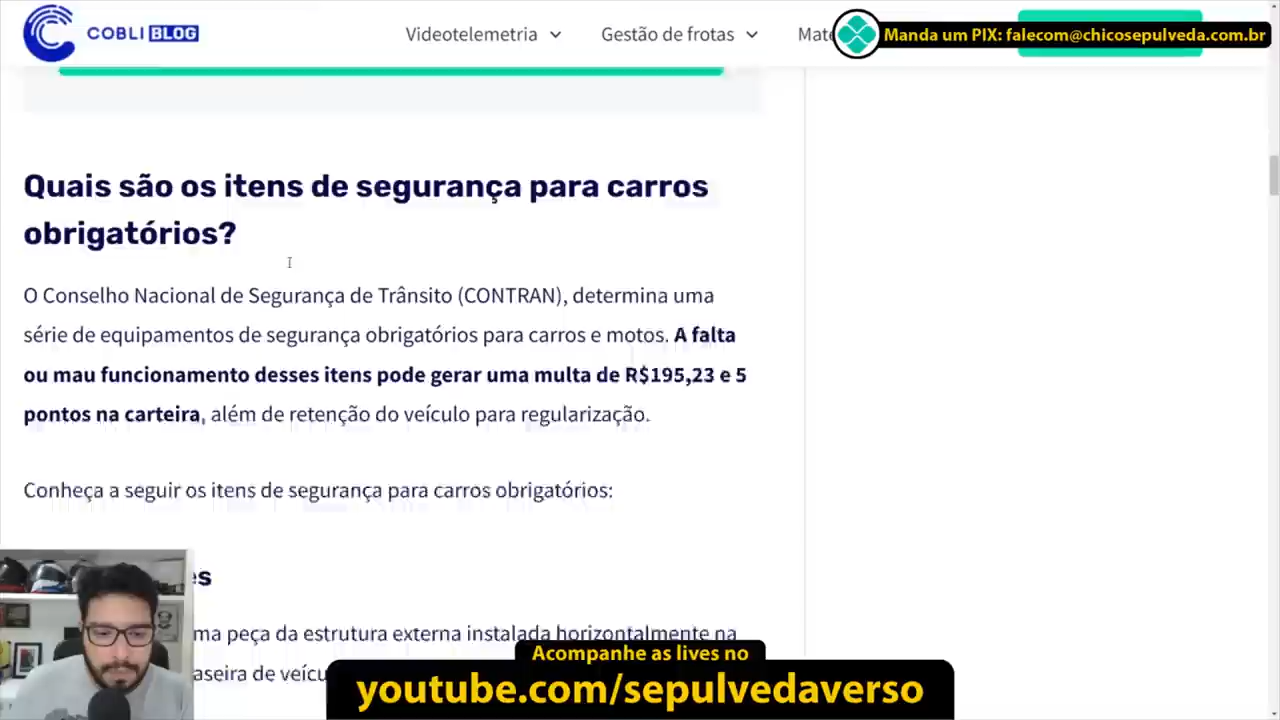 COBLI BLOG
Videotelemetria
Gestão de frotas
Manda um PIX: falecom@chicosepulveda.com.br
Quais são os itens de segurança para carros
obrigatórios?
O Conselho Nacional de Segurança de Trânsito (CONTRAN), determina uma
série de equipamentos de segurança obrigatórios para carros e motos. A falta
ou mau funcionamento desses itens pode gerar uma multa de R$195,23 e 5
pontos na carteira, além de retenção do veículo para regularização.
Conheça a seguir os itens de segurança para carros obrigatórios:
peça da estrutura externa instalada horizontalmente na
de
Acompanhe as lives no
youtube.com/sepulvedaverso